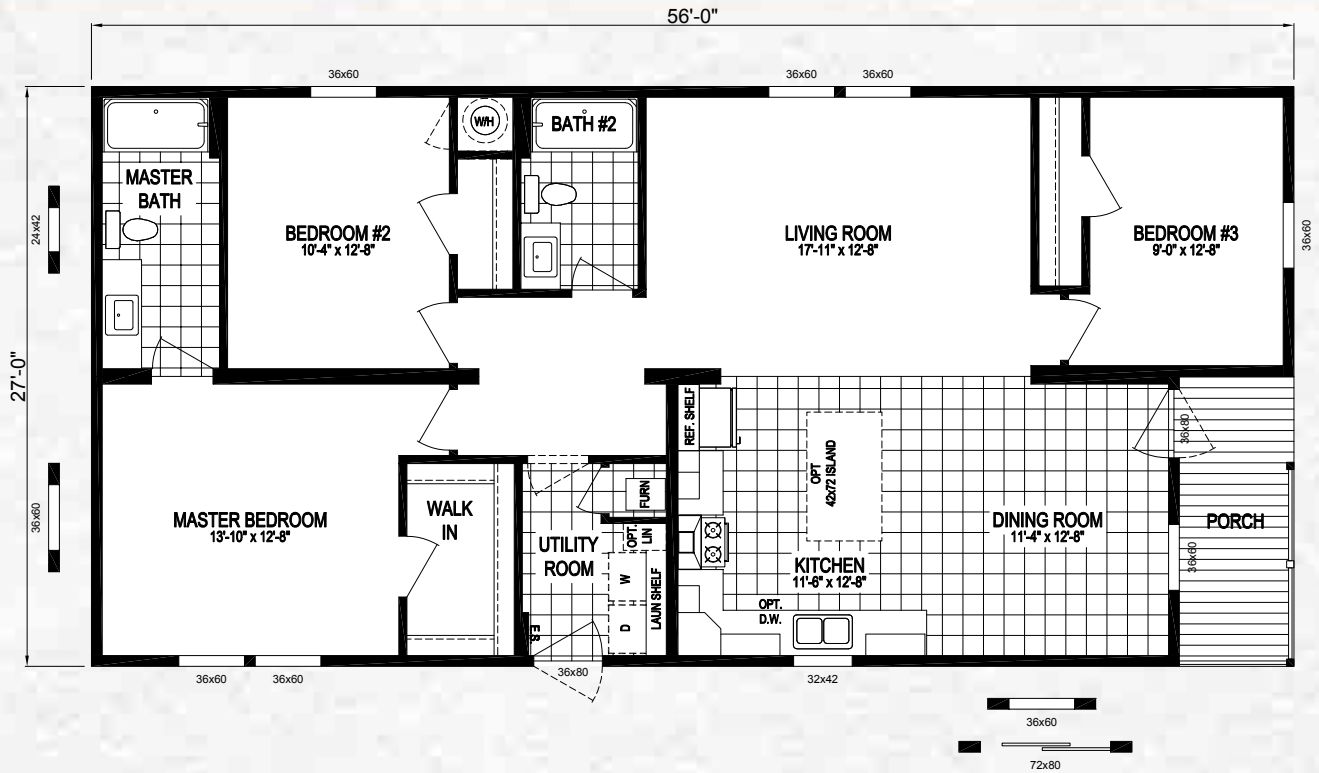 56'-0"
36x60
36x60
36x60
W/H
BATH #2
MASTER
BATH
24x42
BEDROOM #2
10'-4" x 12'-8"
LIVING ROOM
17'-11" x 12'-8"
BEDROOM #3
9'-0" x 12'-8"
36x60
27'-0"
REF. SHELF
OPT
42x72 ISLAND
36x80
36x60
MASTER BEDROOM
13'-10" x 12'-8"
WALK
IN
FURN
OPT.
LIN
UTILITY
ROOM
W
D
LAUN SHELF
E.S
KITCHEN
11'-6" x 12'-8"
DINING ROOM
11'-4" x 12'-8"
PORCH
36x60
OPT.
D.W.
36x60
36x60
36x80
32x42
36x60
72x80